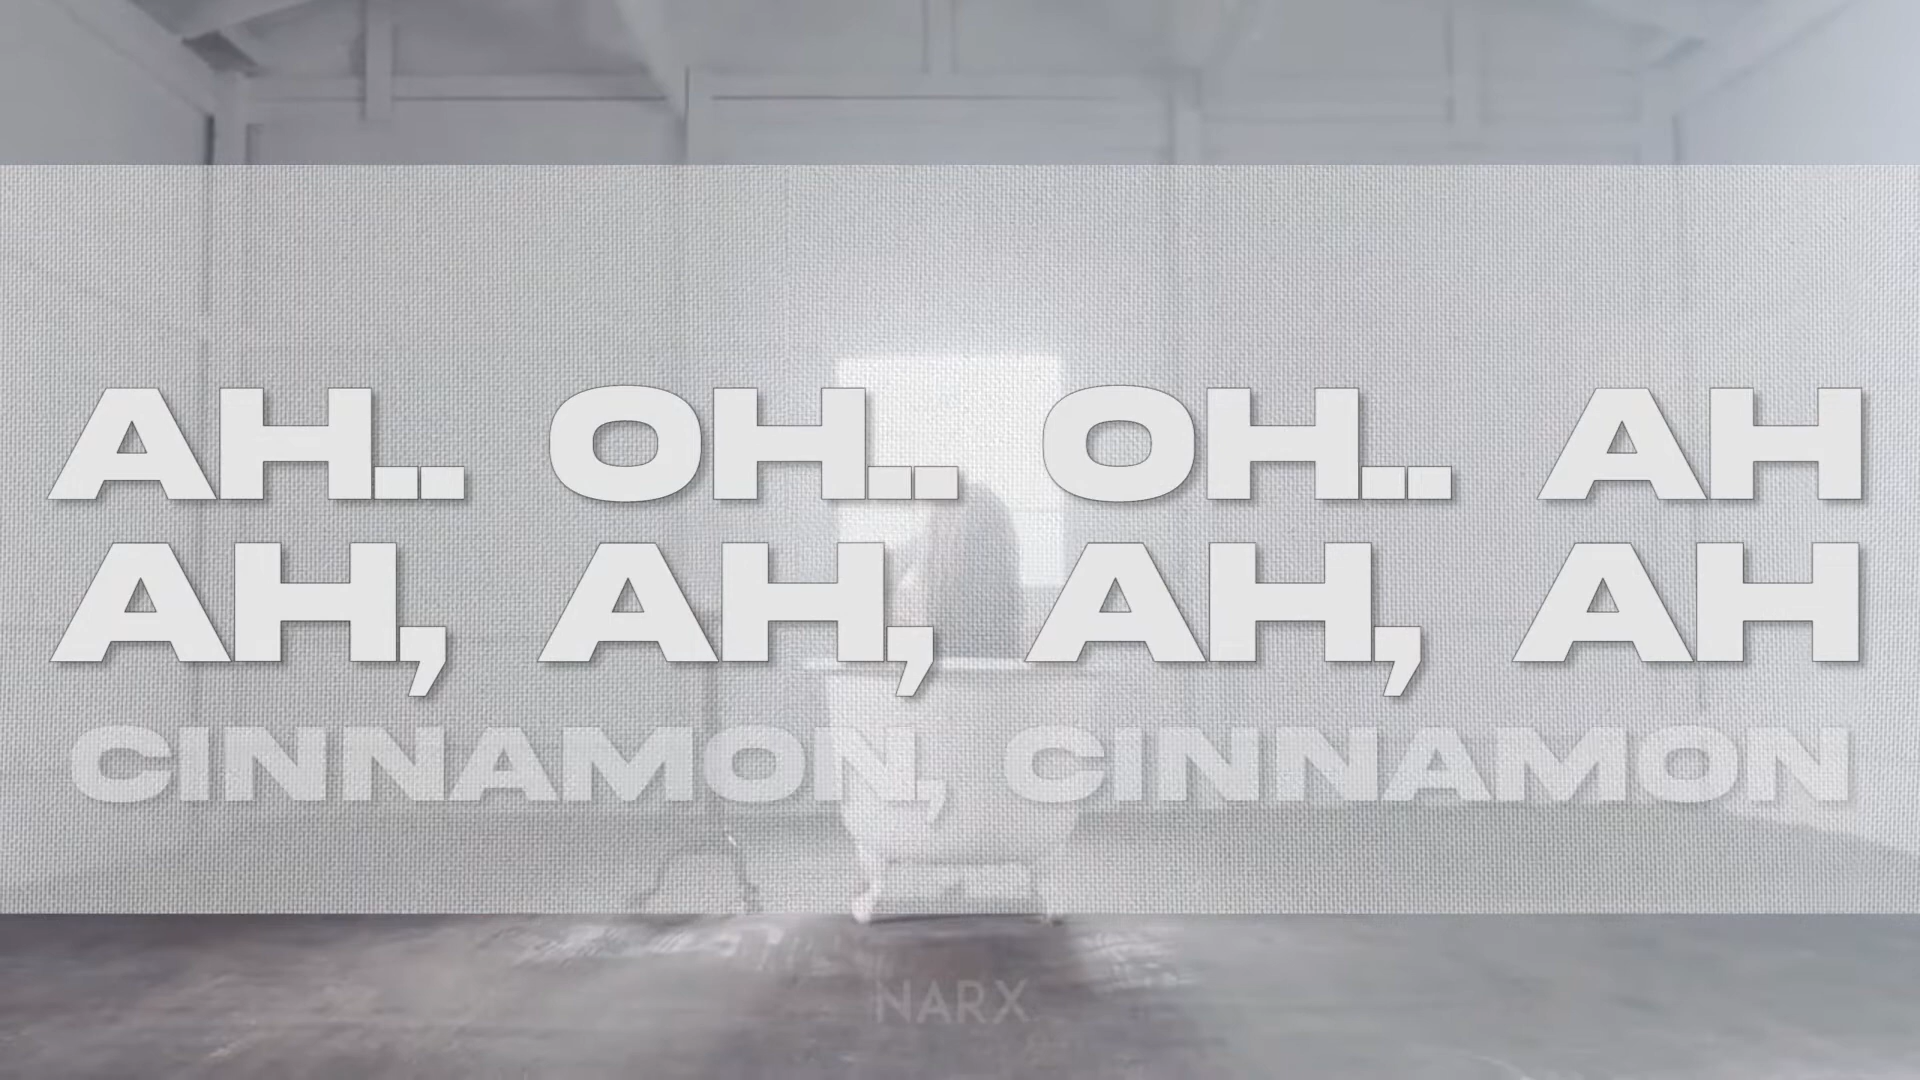 AH.. OH.. OH.. AH
AH, AH, AH, AH
CINNAMON, CINNAMON
NARX